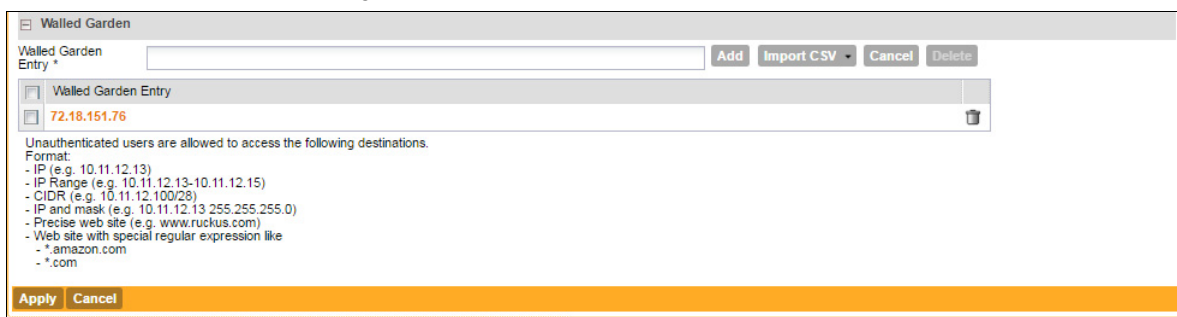 Walled Garden
Walled Garden
Entry *
Add Import CSV Cancel Delete
Walled Garden Entry
72.18.151.76
Unauthenticated users are allowed to access the following destinations.
Format:
- IP (e.g. 10.11.12.13)
- IP Range (e.g. 10.11.12.13-10.11.12.15)
- CIDR (e.g. 10.11.12.100/28)
- IP and mask (e.g. 10.11.12.13 255.255.255.0)
- Precise web site (e.g. www.ruckus.com)
- Web site with special regular expression like
- *.amazon.com
- *.com
Apply Cancel